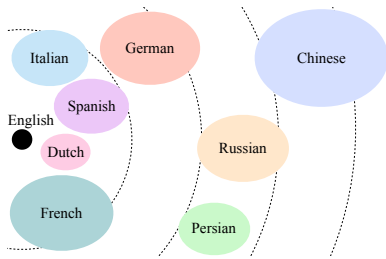 German
Italian
Chinese
Spanish
English
Dutch
Russian
French
Persian